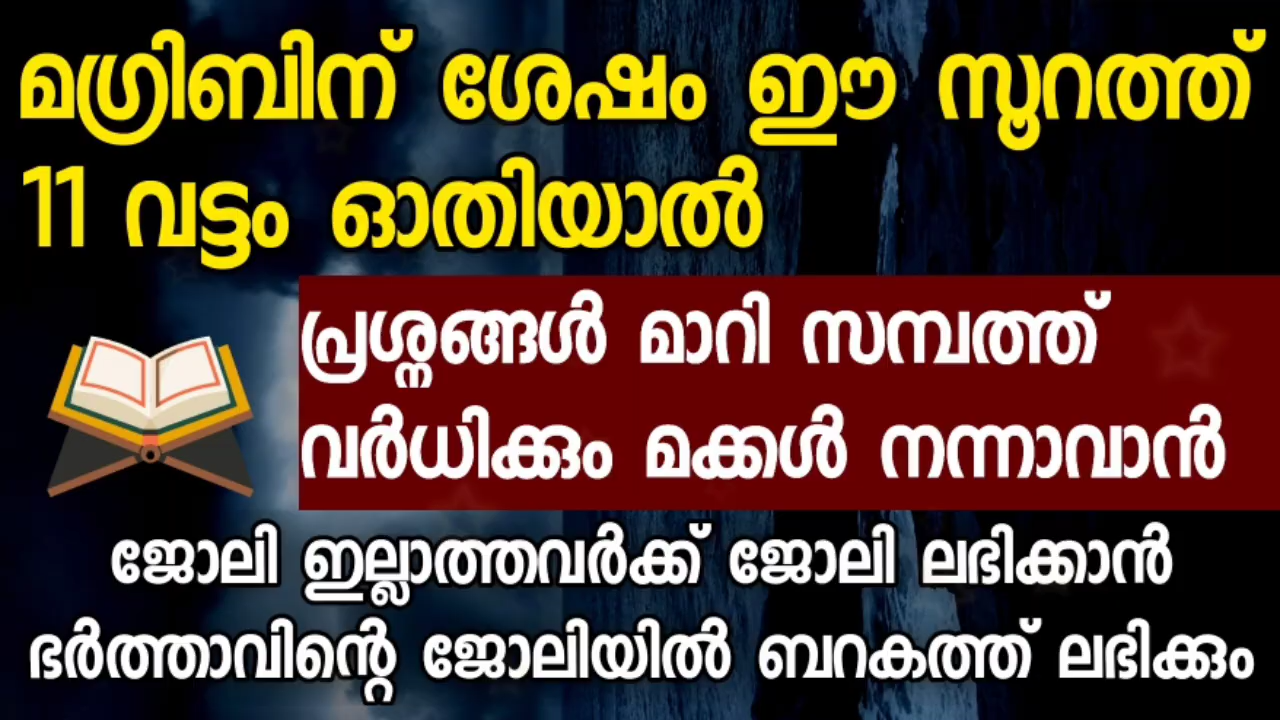 മഗ്രിബിന് ശേഷം ഈ സൂറത്ത്
11 വട്ടം ഓതിയാൽ
പ്രശ്നങ്ങൾ മാറി സമ്പത്ത്
വർധിക്കും മക്കൾ നന്നാവാൻ
ജോലി ഇല്ലാത്തവർക്ക് ജോലി ലഭിക്കാൻ
ഭർത്താവിന്റെ ജോലിയിൽ ബറകത്ത് ലഭിക്കും